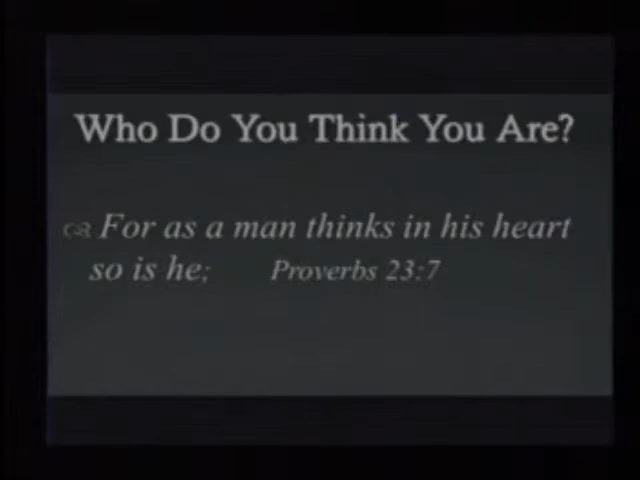 Who Do You Think You Are?
For as a man thinks in his heart
so is he; Proverbs 23:7